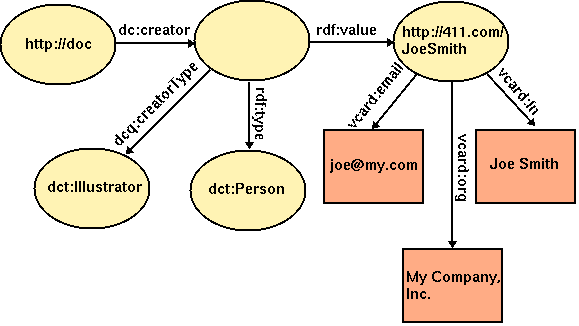 http://doc
dc:creator
rdf:value
http://411.com/
JoeSmith
dcq:creatorType
rdf:type
vcard:email
vcard:org
vcard:fn
dct:Illustrator
dct:Person
joe@my.com
Joe Smith
My Company,
Inc.